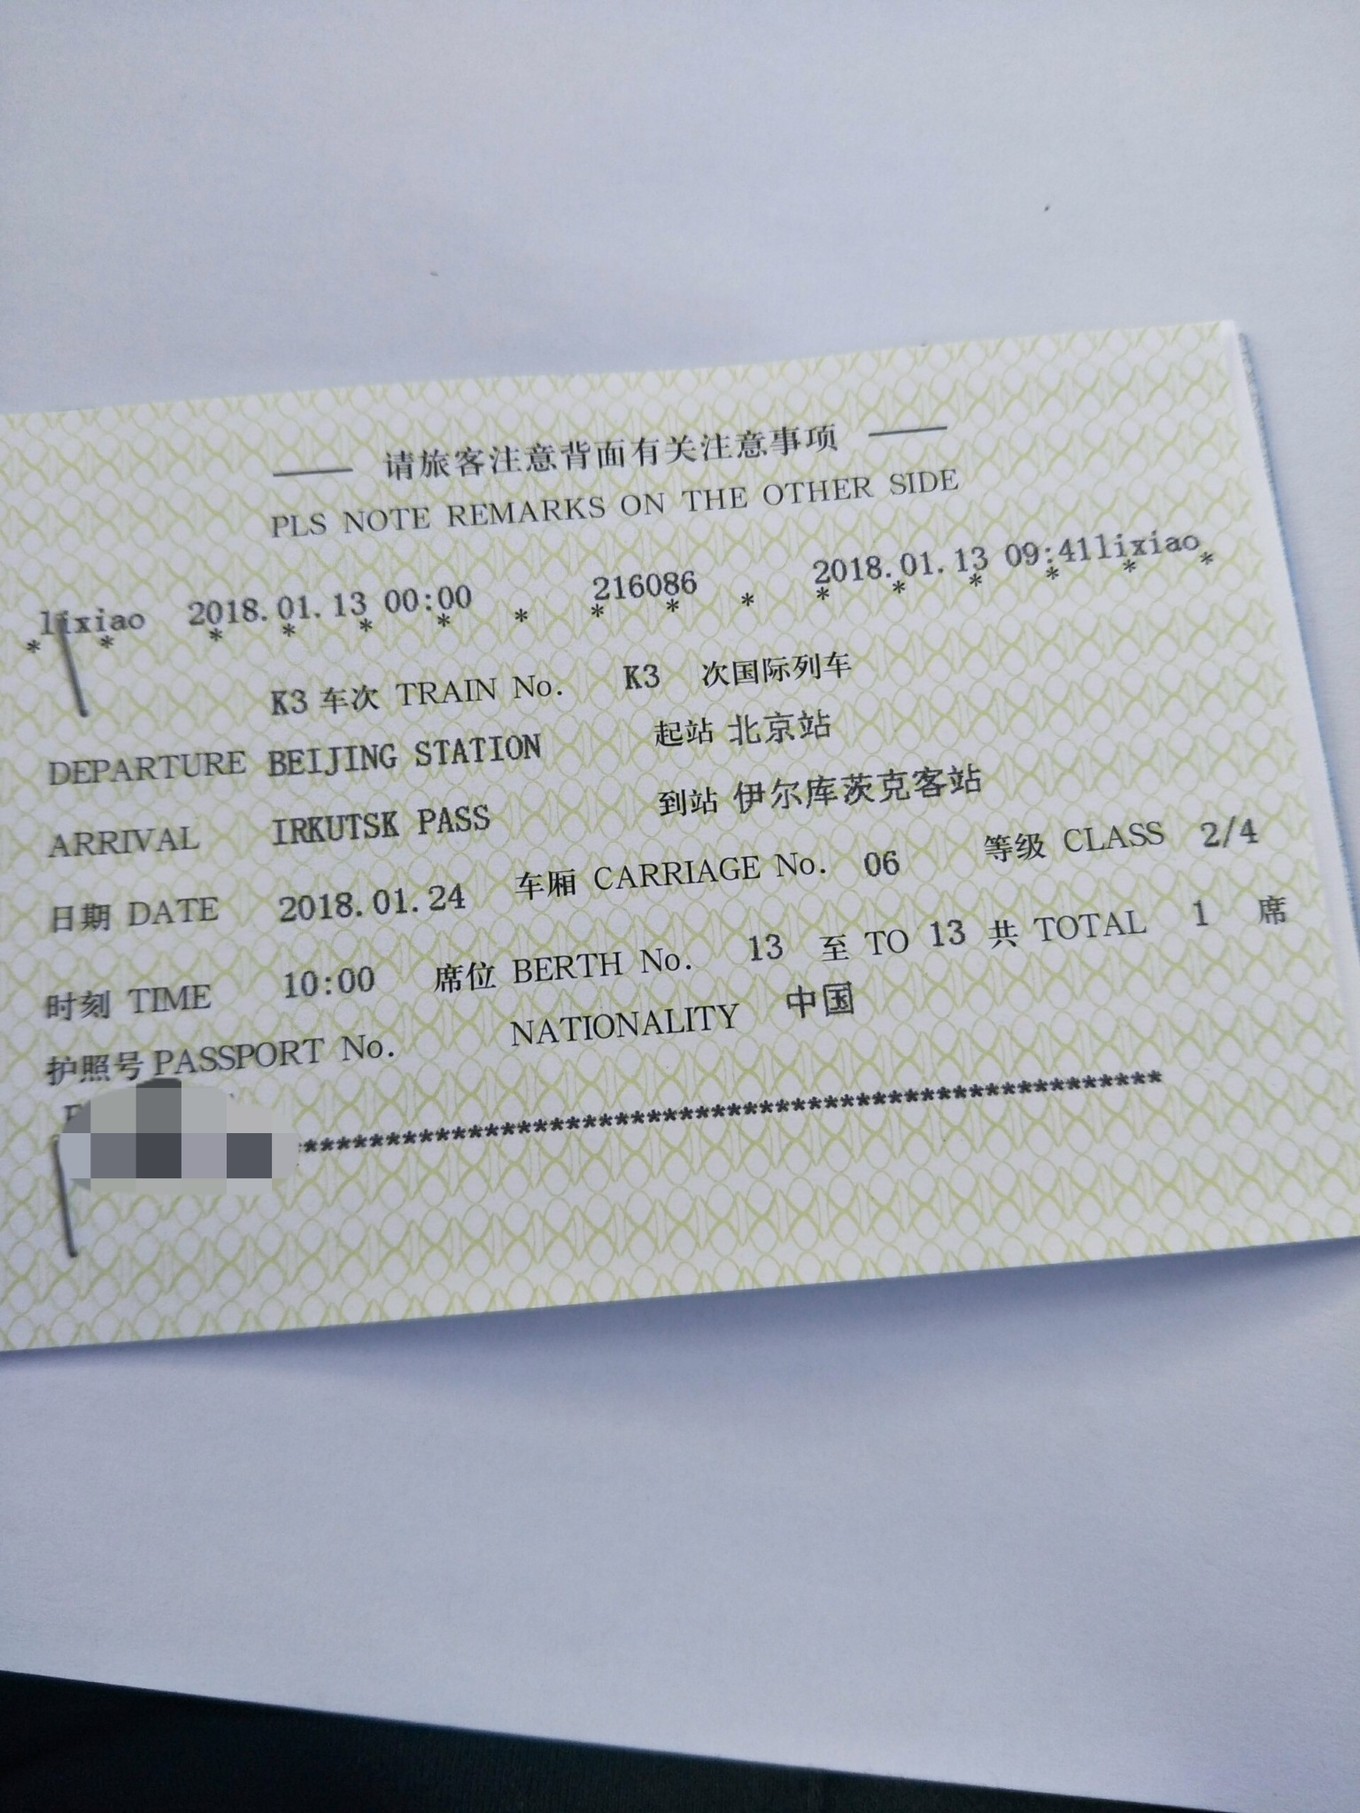 请旅客注意背面有关注意事项
PLS NOTE REMARKS ON THE OTHER SIDE
lixiao 2018.01.13 00:00 216086 2018.01.13 09:41lixiao
* * * * * * * * * * * * * * *
K3 车次 TRAIN No. K3 次国际列车
DEPARTURE BEIJING STATION 起站 北京站
ARRIVAL IRKUTSK PASS 到站 伊尔库茨克客站
日期 DATE 2018.01.24 车厢 CARRIAGE No. 06 等级 CLASS 2/4
时刻 TIME 10:00 席位 BERTH No. 13 至 TO 13 共 TOTAL 1 席
护照号 PASSPORT No. NATIONALITY 中国